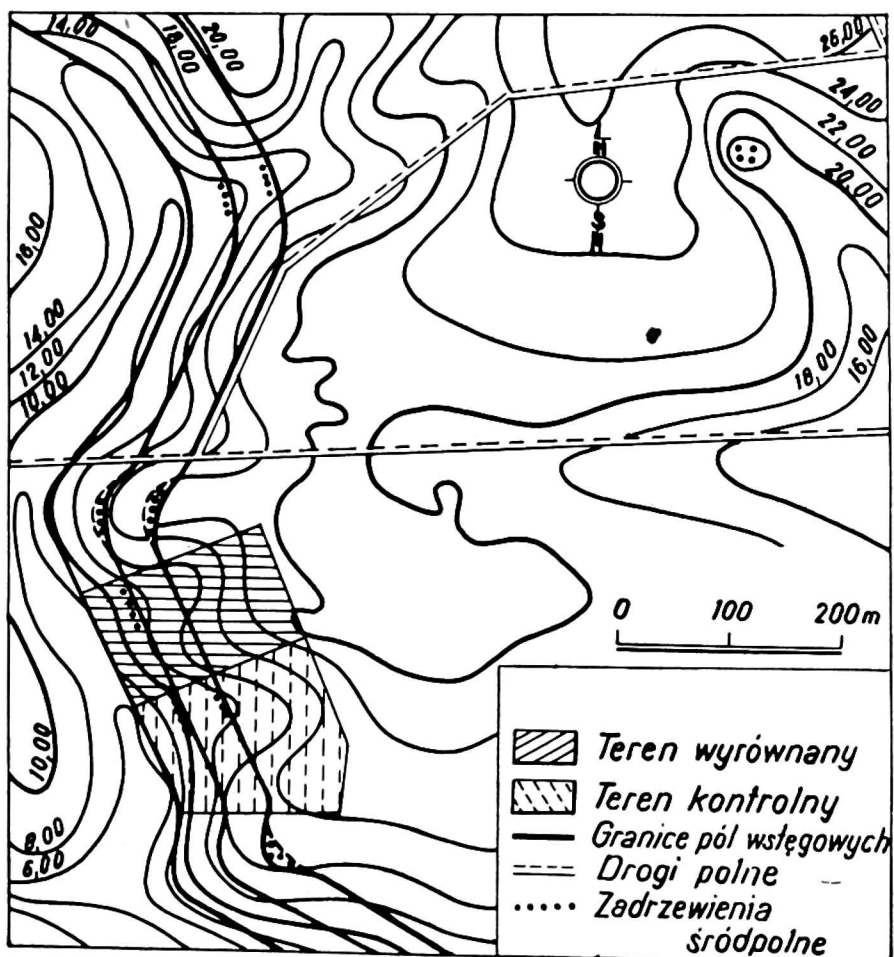 14,00
18,00
20,00
26,00
24,00
22,00
20,00
N
S
16,00
14,00
12,00
10,00
18,00
16,00
10,00
8,00
6,00
0 100 200 m
Teren wyrównany
Teren kontrolny
Granice pól wstęgowych
Drogi polne
Zadrzewienia
śródpolne